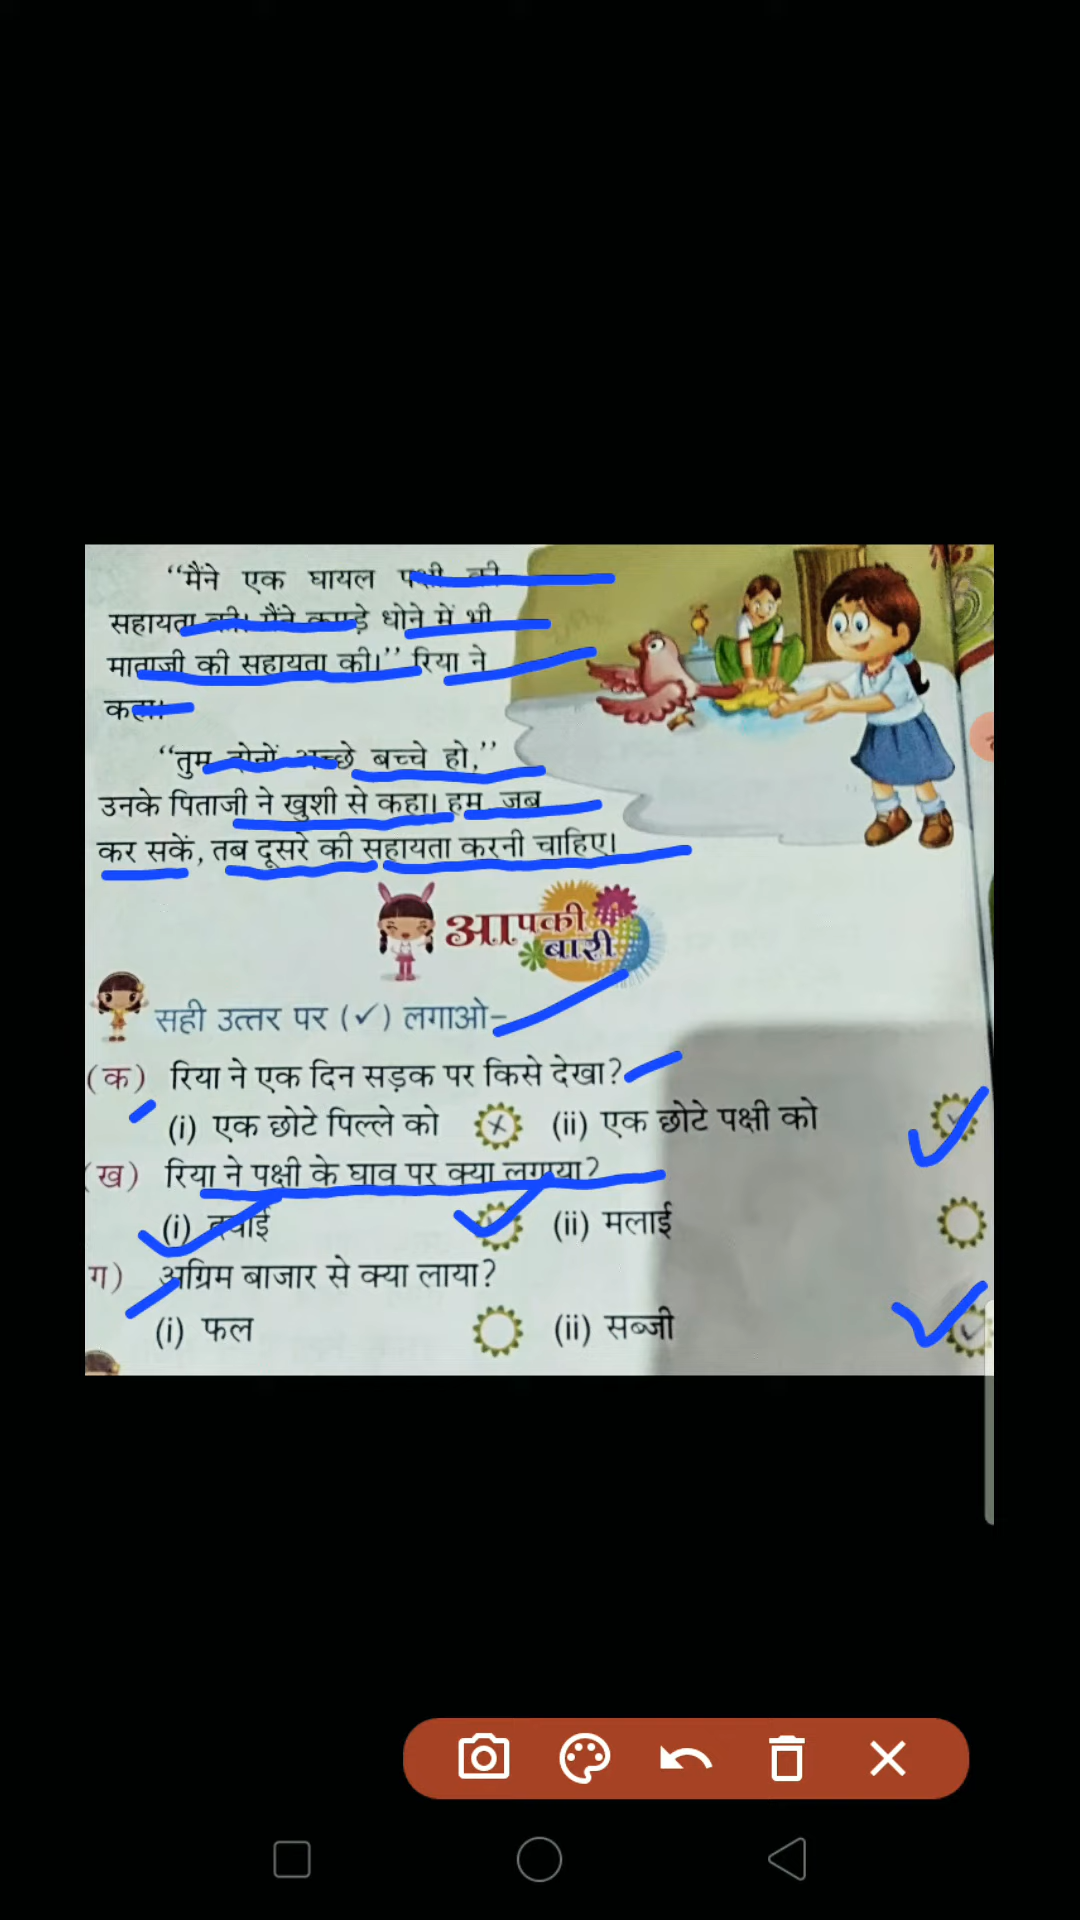 “मैंने एक घायल पक्षी की
सहायता की। मैंने कपड़े धोने में भी
माताजी की सहायता की।” रिया ने
कहा।
“तुम दोनों अच्छे बच्चे हो,”
उनके पिताजी ने खुशी से कहा। हम जब
कर सकें, तब दूसरे की सहायता करनी चाहिए।
आपकी
बारी
सही उत्तर पर (✓) लगाओ–
(क) रिया ने एक दिन सड़क पर किसे देखा?
(i) एक छोटे पिल्ले को (ii) एक छोटे पक्षी को
(ख) रिया ने पक्षी के घाव पर क्या लगाया?
(i) दवाई (ii) मलाई
ग) अग्रिम बाजार से क्या लाया?
(i) फल (ii) सब्जी